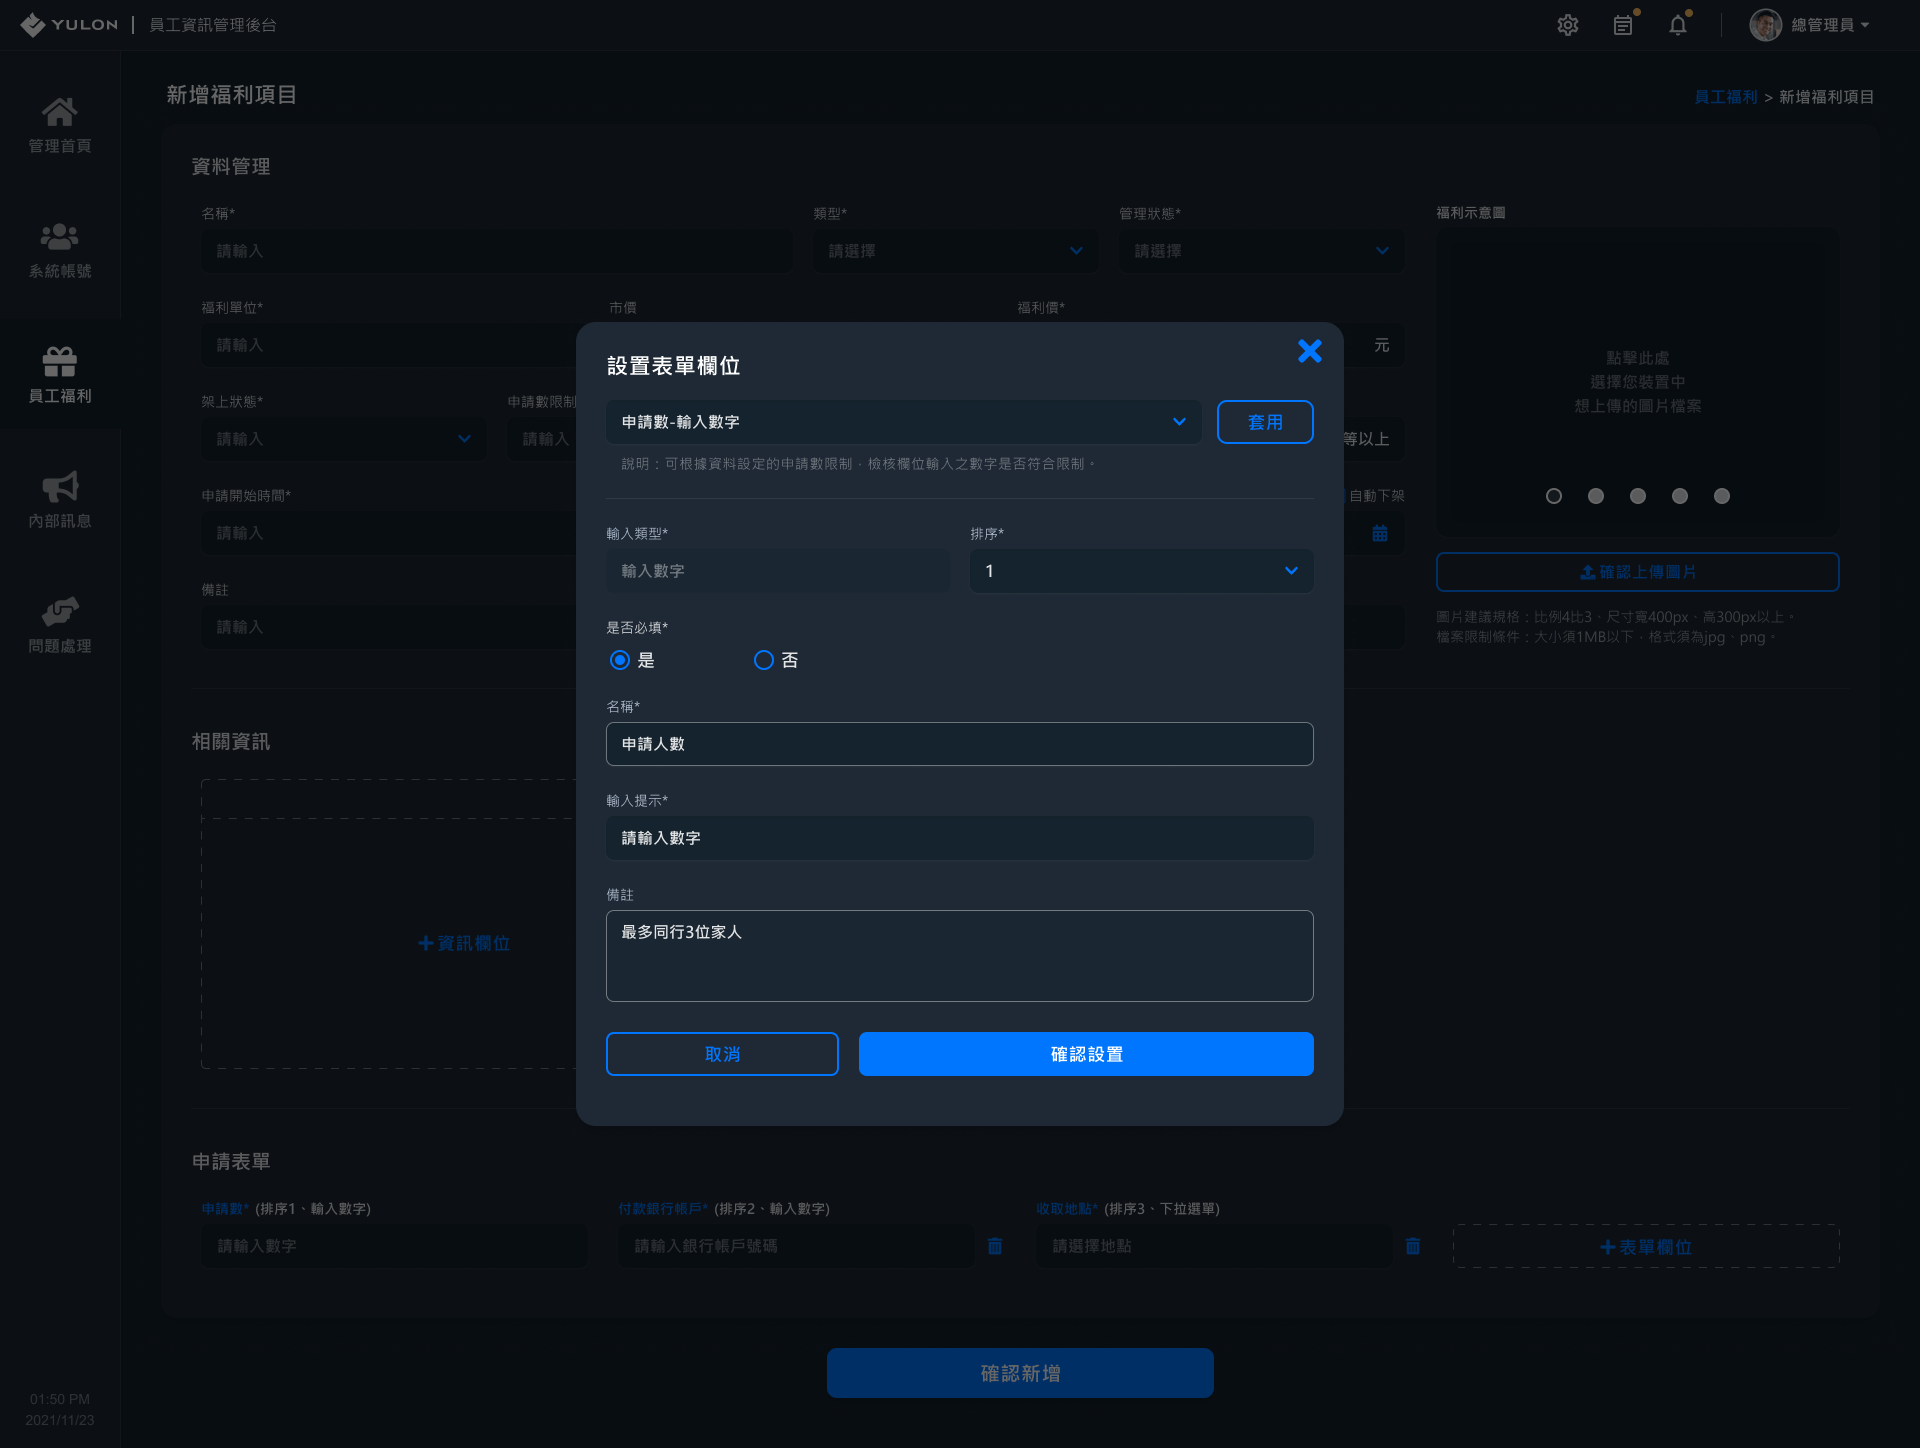 YULON
員工資訊管理後台
總管理員
新增福利項目
員工福利 > 新增福利項目
管理首頁
系統帳號
員工福利
內部訊息
問題處理
01:50 PM
2021/11/23
資料管理
名稱*
類型*
管理狀態*
福利示意圖
請輸入
請選擇
請選擇
福利單位*
市價
福利價*
請輸入
元
點擊此處
選擇您裝置中
想上傳的圖片檔案
架上狀態*
申請數限制
請輸入
請輸入
等以上
申請開始時間*
自動下架
請輸入
確認上傳圖片
圖片建議規格：比例4比3、尺寸寬400px、高300px以上。
檔案限制條件：大小須1MB以下，格式須為jpg、png。
備註
請輸入
設置表單欄位
申請數-輸入數字
套用
說明：可根據資料設定的申請數限制，檢核欄位輸入之數字是否符合限制。
輸入類型*
排序*
輸入數字
1
是否必填*
是
否
名稱*
申請人數
輸入提示*
請輸入數字
備註
最多同行3位家人
取消
確認設置
相關資訊
資訊欄位
申請表單
申請數* (排序1、輸入數字)
付款銀行帳戶* (排序2、輸入數字)
收取地點* (排序3、下拉選單)
請輸入數字
請輸入銀行帳戶號碼
請選擇地點
表單欄位
確認新增